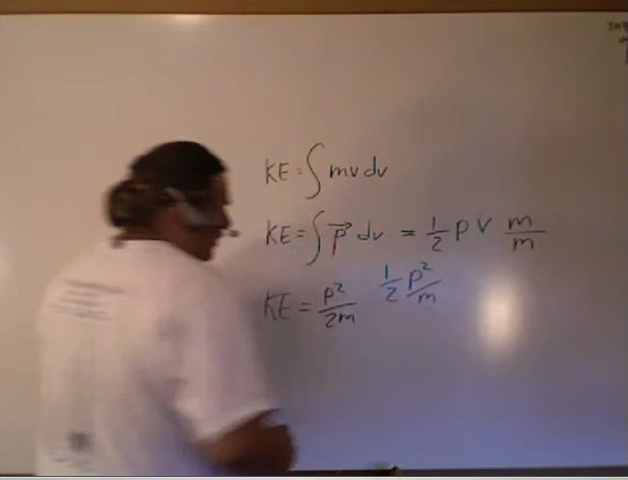 KE = ∫ mv dv
KE = ∫ p⃗ dv = 1/2 p v m/m
KE = p²/2m 1/2 p²/m